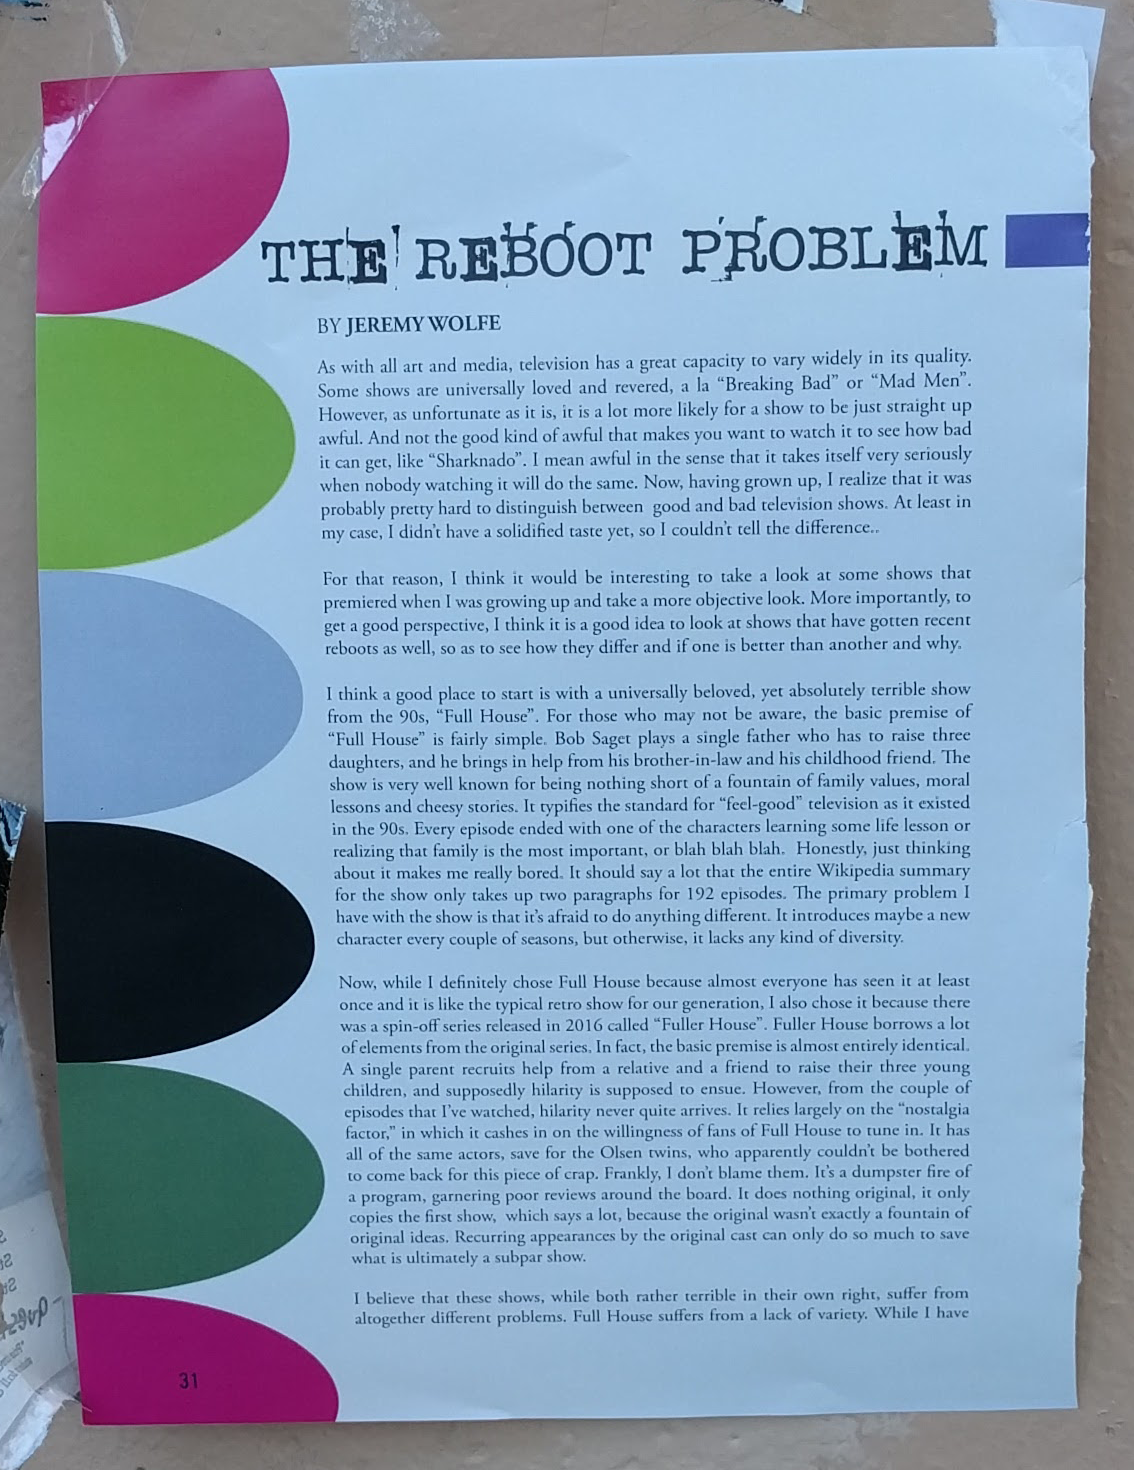 THE REBOOT PROBLEM
BY JEREMY WOLFE
As with all art and media, television has a great capacity to vary widely in its quality.
Some shows are universally loved and revered, a la “Breaking Bad” or “Mad Men”.
However, as unfortunate as it is, it is a lot more likely for a show to be just straight up
awful. And not the good kind of awful that makes you want to watch it to see how bad
it can get, like “Sharknado”. I mean awful in the sense that it takes itself very seriously
when nobody watching it will do the same. Now, having grown up, I realize that it was
probably pretty hard to distinguish between good and bad television shows. At least in
my case, I didn’t have a solidified taste yet, so I couldn’t tell the difference..
For that reason, I think it would be interesting to take a look at some shows that
premiered when I was growing up and take a more objective look. More importantly, to
get a good perspective, I think it is a good idea to look at shows that have gotten recent
reboots as well, so as to see how they differ and if one is better than another and why.
I think a good place to start is with a universally beloved, yet absolutely terrible show
from the 90s, “Full House”. For those who may not be aware, the basic premise of
“Full House” is fairly simple. Bob Saget plays a single father who has to raise three
daughters, and he brings in help from his brother-in-law and his childhood friend. The
show is very well known for being nothing short of a fountain of family values, moral
lessons and cheesy stories. It typifies the standard for “feel-good” television as it existed
in the 90s. Every episode ended with one of the characters learning some life lesson or
realizing that family is the most important, or blah blah blah. Honestly, just thinking
about it makes me really bored. It should say a lot that the entire Wikipedia summary
for the show only takes up two paragraphs for 192 episodes. The primary problem I
have with the show is that it’s afraid to do anything different. It introduces maybe a new
character every couple of seasons, but otherwise, it lacks any kind of diversity.
Now, while I definitely chose Full House because almost everyone has seen it at least
once and it is like the typical retro show for our generation, I also chose it because there
was a spin-off series released in 2016 called “Fuller House”. Fuller House borrows a lot
of elements from the original series. In fact, the basic premise is almost entirely identical.
A single parent recruits help from a relative and a friend to raise their three young
children, and supposedly hilarity is supposed to ensue. However, from the couple of
episodes that I’ve watched, hilarity never quite arrives. It relies largely on the “nostalgia
factor,” in which it cashes in on the willingness of fans of Full House to tune in. It has
all of the same actors, save for the Olsen twins, who apparently couldn’t be bothered
to come back for this piece of crap. Frankly, I don’t blame them. It’s a dumpster fire of
a program, garnering poor reviews around the board. It does nothing original, it only
copies the first show, which says a lot, because the original wasn’t exactly a fountain of
original ideas. Recurring appearances by the original cast can only do so much to save
what is ultimately a subpar show.
I believe that these shows, while both rather terrible in their own right, suffer from
altogether different problems. Full House suffers from a lack of variety. While I have
31